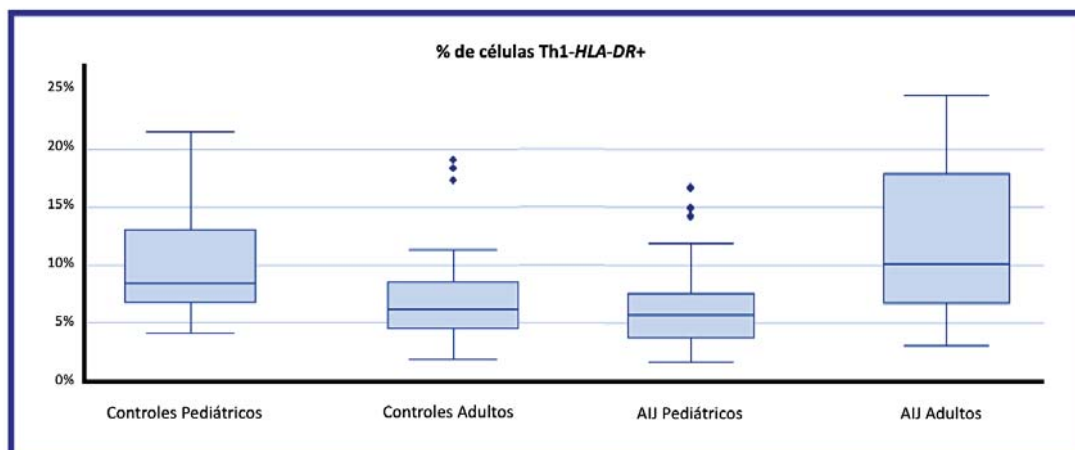 % de células Th1-HLA-DR+
25%
20%
15%
10%
5%
0%
Controles Pediátricos
Controles Adultos
AIJ Pediátricos
AIJ Adultos